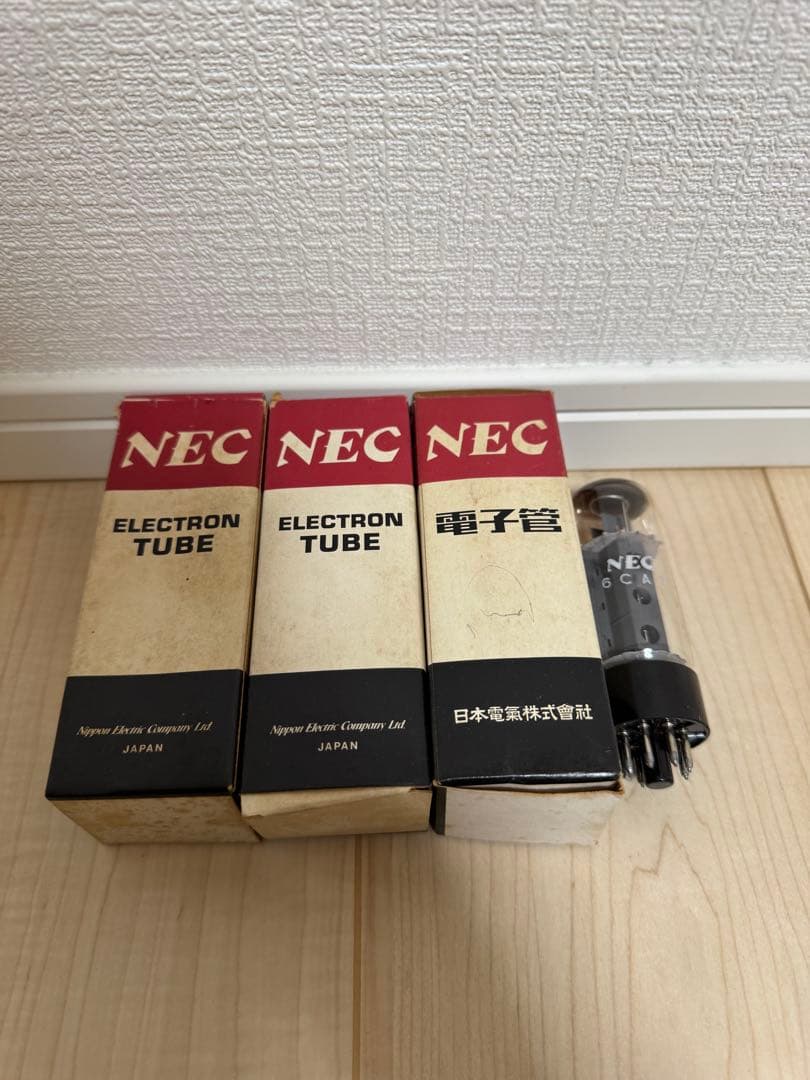 NEC
ELECTRON
TUBE
Nippon Electric Company Ltd.
JAPAN
NEC
ELECTRON
TUBE
Nippon Electric Company Ltd.
JAPAN
NEC
電子管
日本電氣株式會社
NEC
6CA